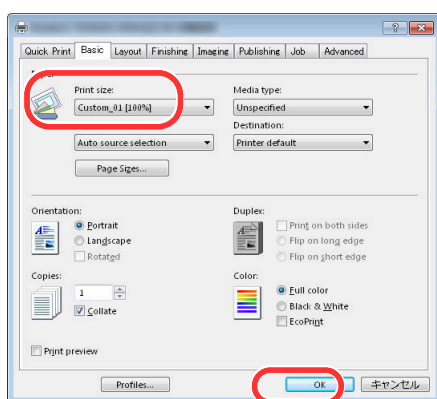 Quick Print Basic Layout Finishing Imaging Publishing Job Advanced
Print size: Media type:
Custom_01 [100%] Unspecified
Destination:
Auto source selection Printer default
Page Sizes...
Orientation: Duplex:
Portrait Print on both sides
Landscape Flip on long edge
Rotated Flip on short edge
Copies: Color:
1 Full color
Collate Black & White
EcoPrint
Print preview
Profiles... OK キャンセル